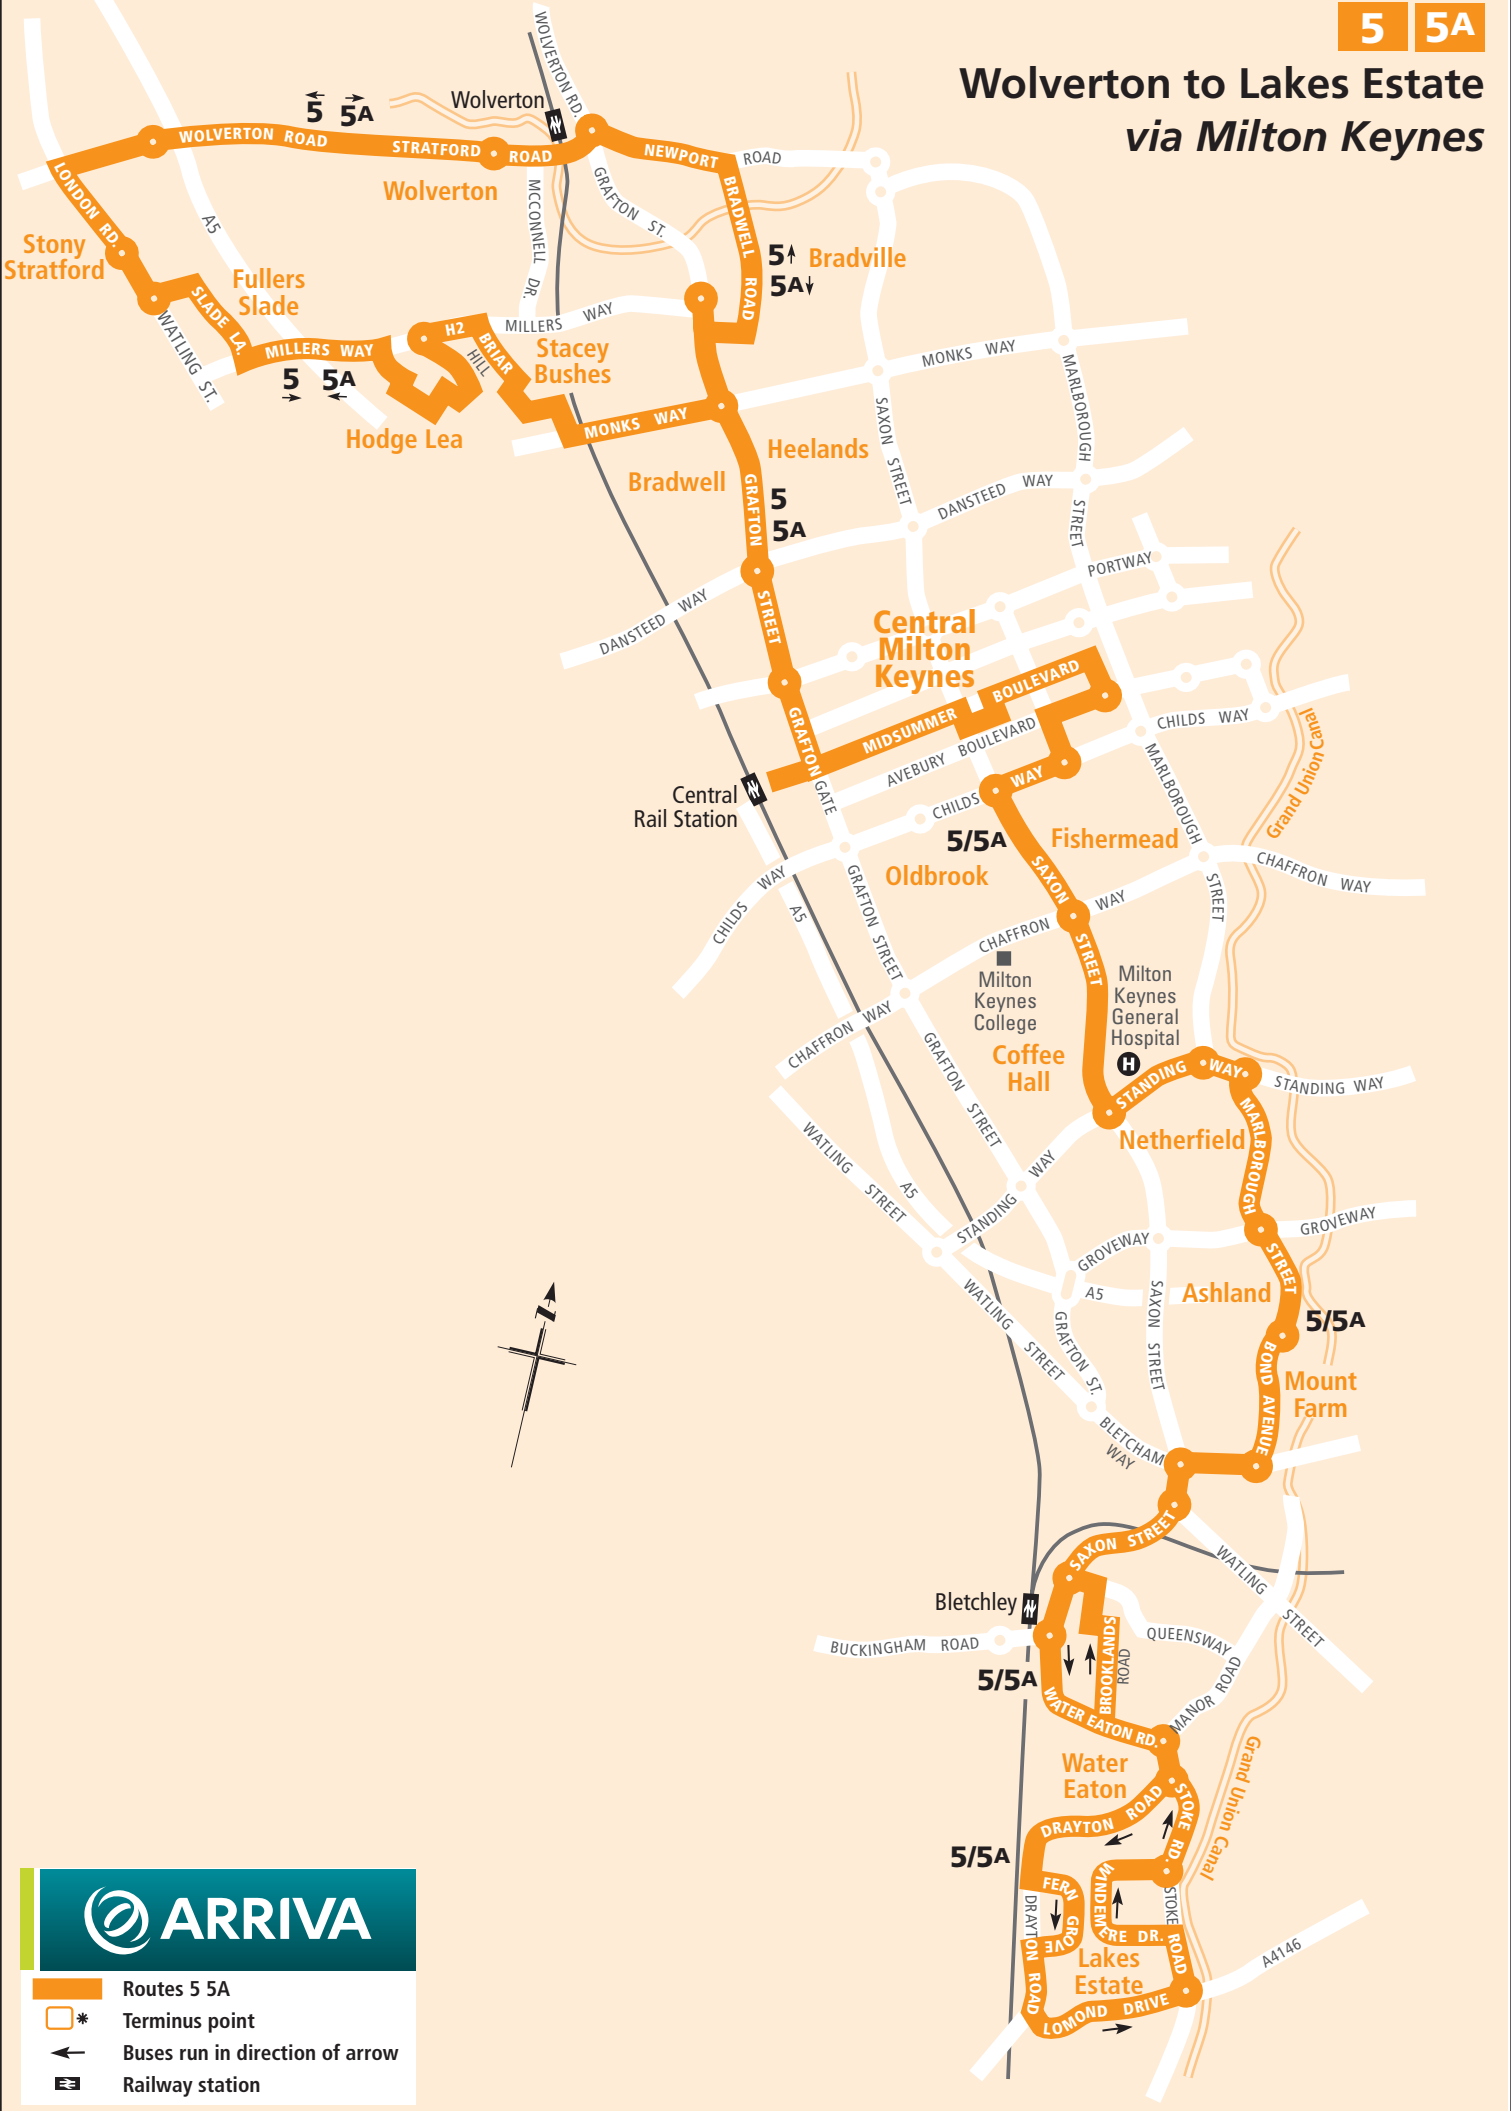 5 5A
Wolverton to Lakes Estate
via Milton Keynes
WOLVERTON RD.
Wolverton
5 5A
WOLVERTON ROAD
STRATFORD ROAD
NEWPORT ROAD
Wolverton
LONDON RD.
A5
MCCONNELL DR.
GRAFTON ST.
BRADWELL ROAD
Stony
Stratford
Fullers
Slade
5
5A
Bradville
SLADE LA.
WATLING ST.
MILLERS WAY
5 5A
H2
MILLERS WAY
BRIAR
HILL
Stacey
Bushes
Hodge Lea
MONKS WAY
MONKS WAY
SAXON STREET
MARLBOROUGH STREET
Heelands
Bradwell
GRAFTON STREET
5
5A
DANSTEED WAY
DANSTEED WAY
PORTWAY
Central
Milton
Keynes
GRAFTON GATE
MIDSUMMER BOULEVARD
AVEBURY BOULEVARD
CHILDS WAY
Grand Union Canal
Central
Rail Station
CHILDS WAY
MARLBOROUGH STREET
5/5A
Fishermead
Oldbrook
CHAFFRON WAY
CHILDS WAY
A5
GRAFTON STREET
SAXON STREET
CHAFFRON WAY
Milton
Keynes
College
Milton
Keynes
General
Hospital
H
CHAFFRON WAY
Coffee
Hall
GRAFTON STREET
STANDING WAY
STANDING WAY
WATLING STREET
Netherfield
MARLBOROUGH STREET
A5
STANDING WAY
GROVEWAY
GROVEWAY
A5
Ashland
WATLING STREET
GRAFTON ST.
SAXON STREET
5/5A
BOND AVENUE
Mount
Farm
BLETCHAM
WAY
SAXON STREET
WATLING STREET
Bletchley
BUCKINGHAM ROAD
BROOKLANDS
ROAD
QUEENSWAY
5/5A
MANOR ROAD
WATER EATON RD.
Water
Eaton
Grand Union Canal
DRAYTON ROAD
STOKE RD.
5/5A
FERN GROVE
WINDEMERE DR.
STOKE ROAD
DRAYTON ROAD
Lakes
Estate
A4146
LOMOND DRIVE
ARRIVA
Routes 5 5A
*
Terminus point
Buses run in direction of arrow
Railway station